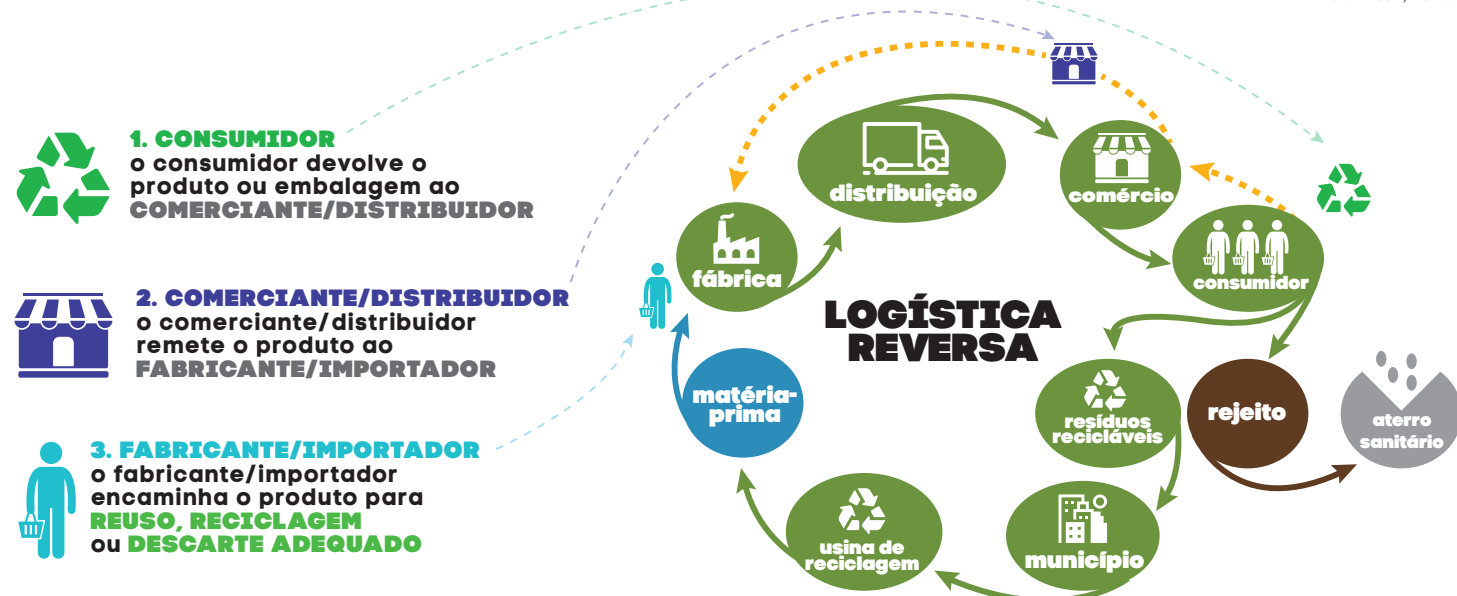 1. CONSUMIDOR
o consumidor devolve o
produto ou embalagem ao
COMERCIANTE/DISTRIBUIDOR
2. COMERCIANTE/DISTRIBUIDOR
o comerciante/distribuidor
remete o produto ao
FABRICANTE/IMPORTADOR
3. FABRICANTE/IMPORTADOR
o fabricante/importador
encaminha o produto para
REUSO, RECICLAGEM
ou DESCARTE ADEQUADO
LOGÍSTICA
REVERSA
fábrica
distribuição
comércio
consumidor
resíduos
recicláveis
rejeito
aterro
sanitário
município
usina de
reciclagem
matéria-
prima